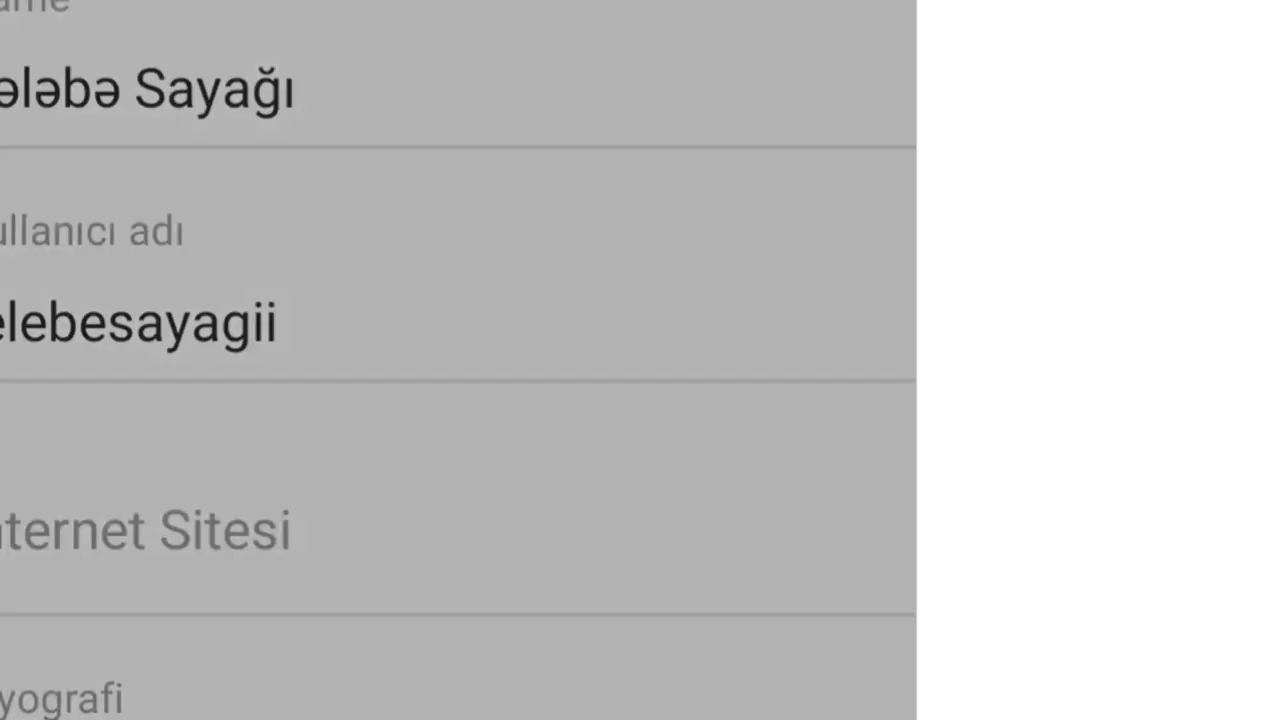 ame
ələbə Sayağı
ullanıcı adı
elebesayagii
nternet Sitesi
yografi